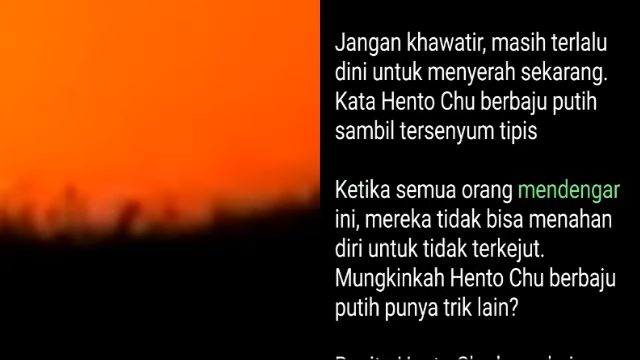 Jangan khawatir, masih terlalu
dini untuk menyerah sekarang.
Kata Hento Chu berbaju putih
sambil tersenyum tipis
Ketika semua orang mendengar
ini, mereka tidak bisa menahan
diri untuk tidak terkejut.
Mungkinkah Hento Chu berbaju
putih punya trik lain?